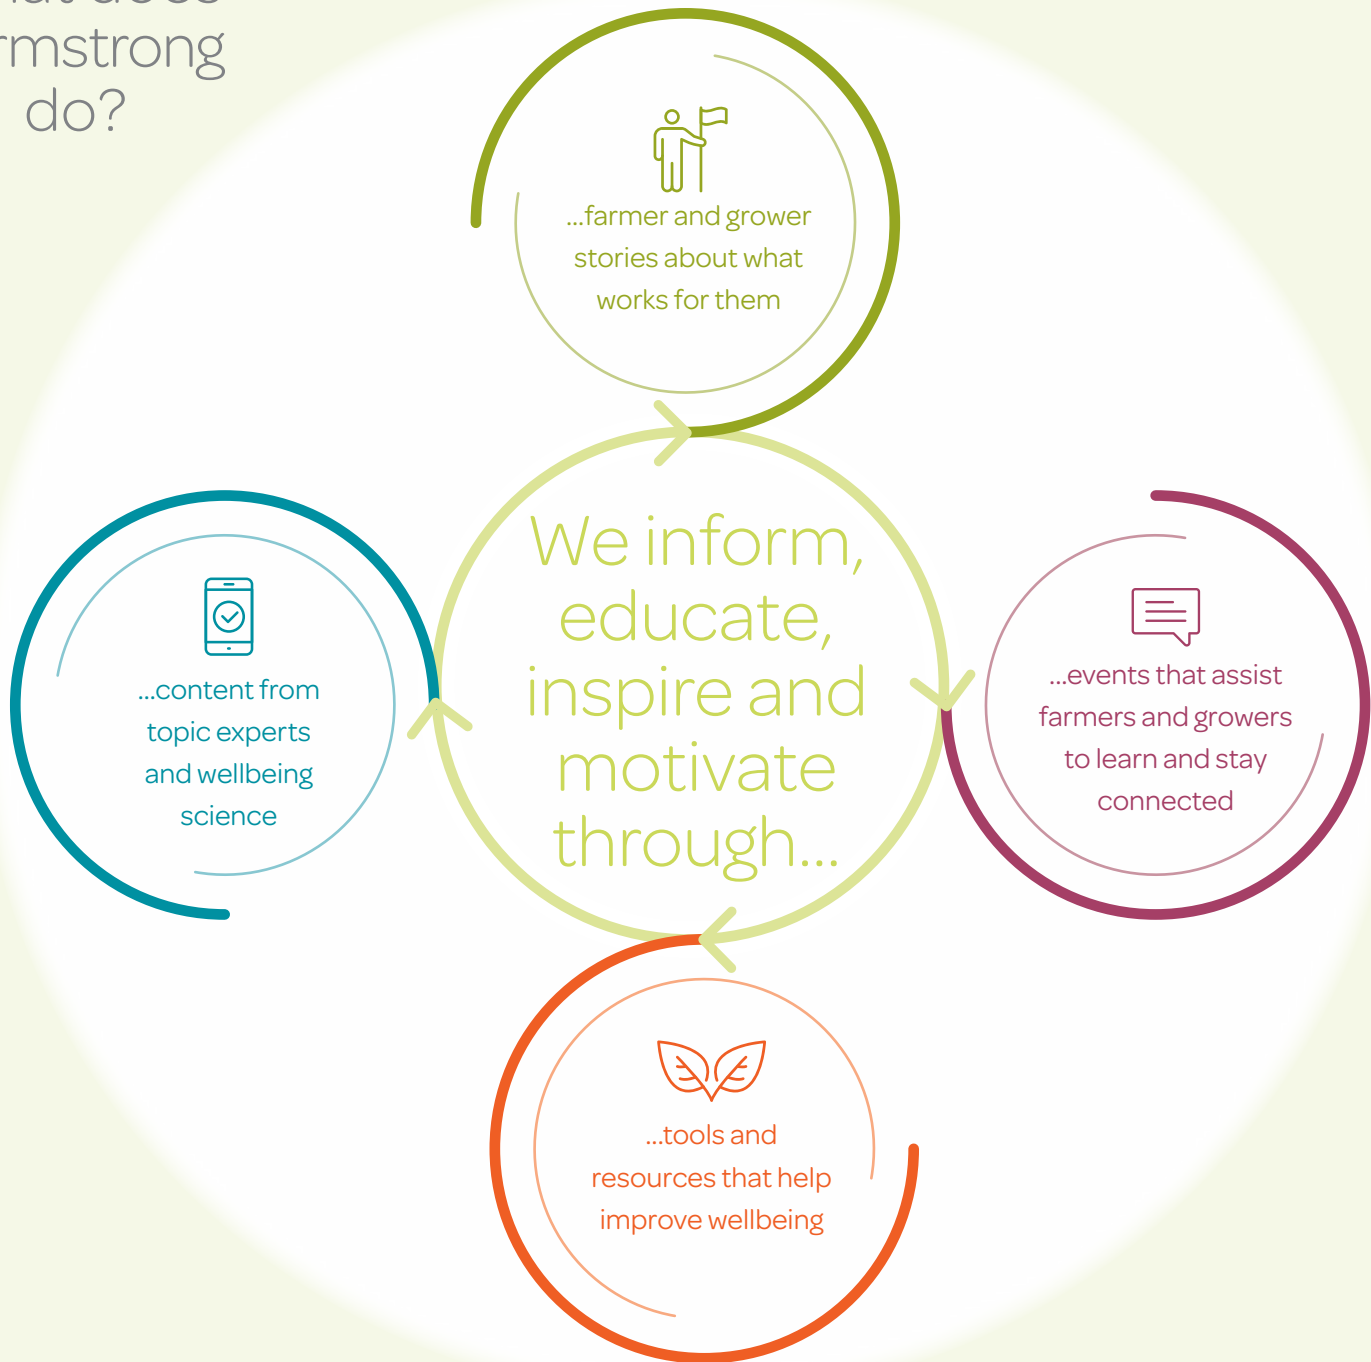 does
rmstrong
do?
...farmer and grower
stories about what
works for them
We inform,
educate,
inspire and
motivate
through...
...content from
topic experts
and wellbeing
science
...events that assist
farmers and growers
to learn and stay
connected
...tools and
resources that help
improve wellbeing